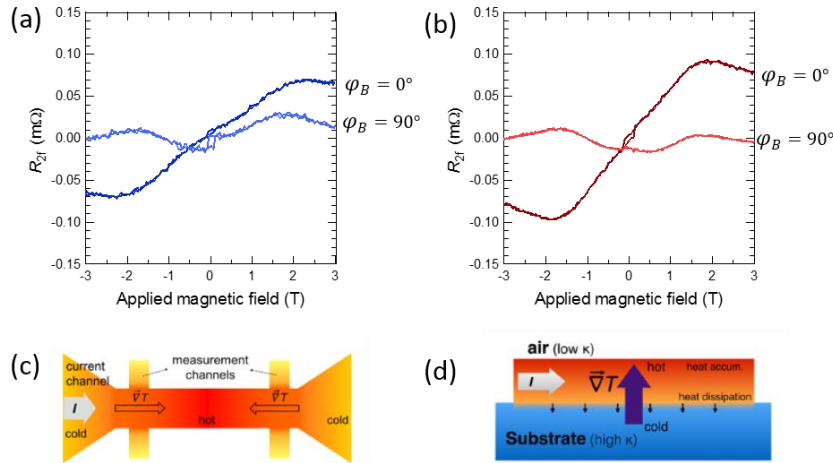 (a)
0.15
0.10
0.05
0.00
-0.05
-0.10
-0.15
R2f (mΩ)
-3 -2 -1 0 1 2 3
Applied magnetic field (T)
φB = 0°
φB = 90°
(b)
0.15
0.10
0.05
0.00
-0.05
-0.10
-0.15
R2f (mΩ)
-3 -2 -1 0 1 2 3
Applied magnetic field (T)
φB = 0°
φB = 90°
(c)
current
channel
measurement
channels
I
∇⃗T
∇⃗T
cold
hot
cold
(d)
air (low κ)
I
∇⃗T
hot
heat accum.
heat dissipation
cold
Substrate (high κ)